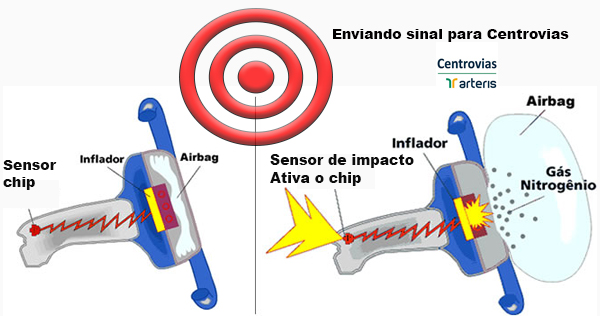 Enviando sinal para Centrovias
Centrovias
arteris
Sensor
chip
Inflador
Airbag
Sensor de impacto
Ativa o chip
Inflador
Airbag
Gás
Nitrogênio